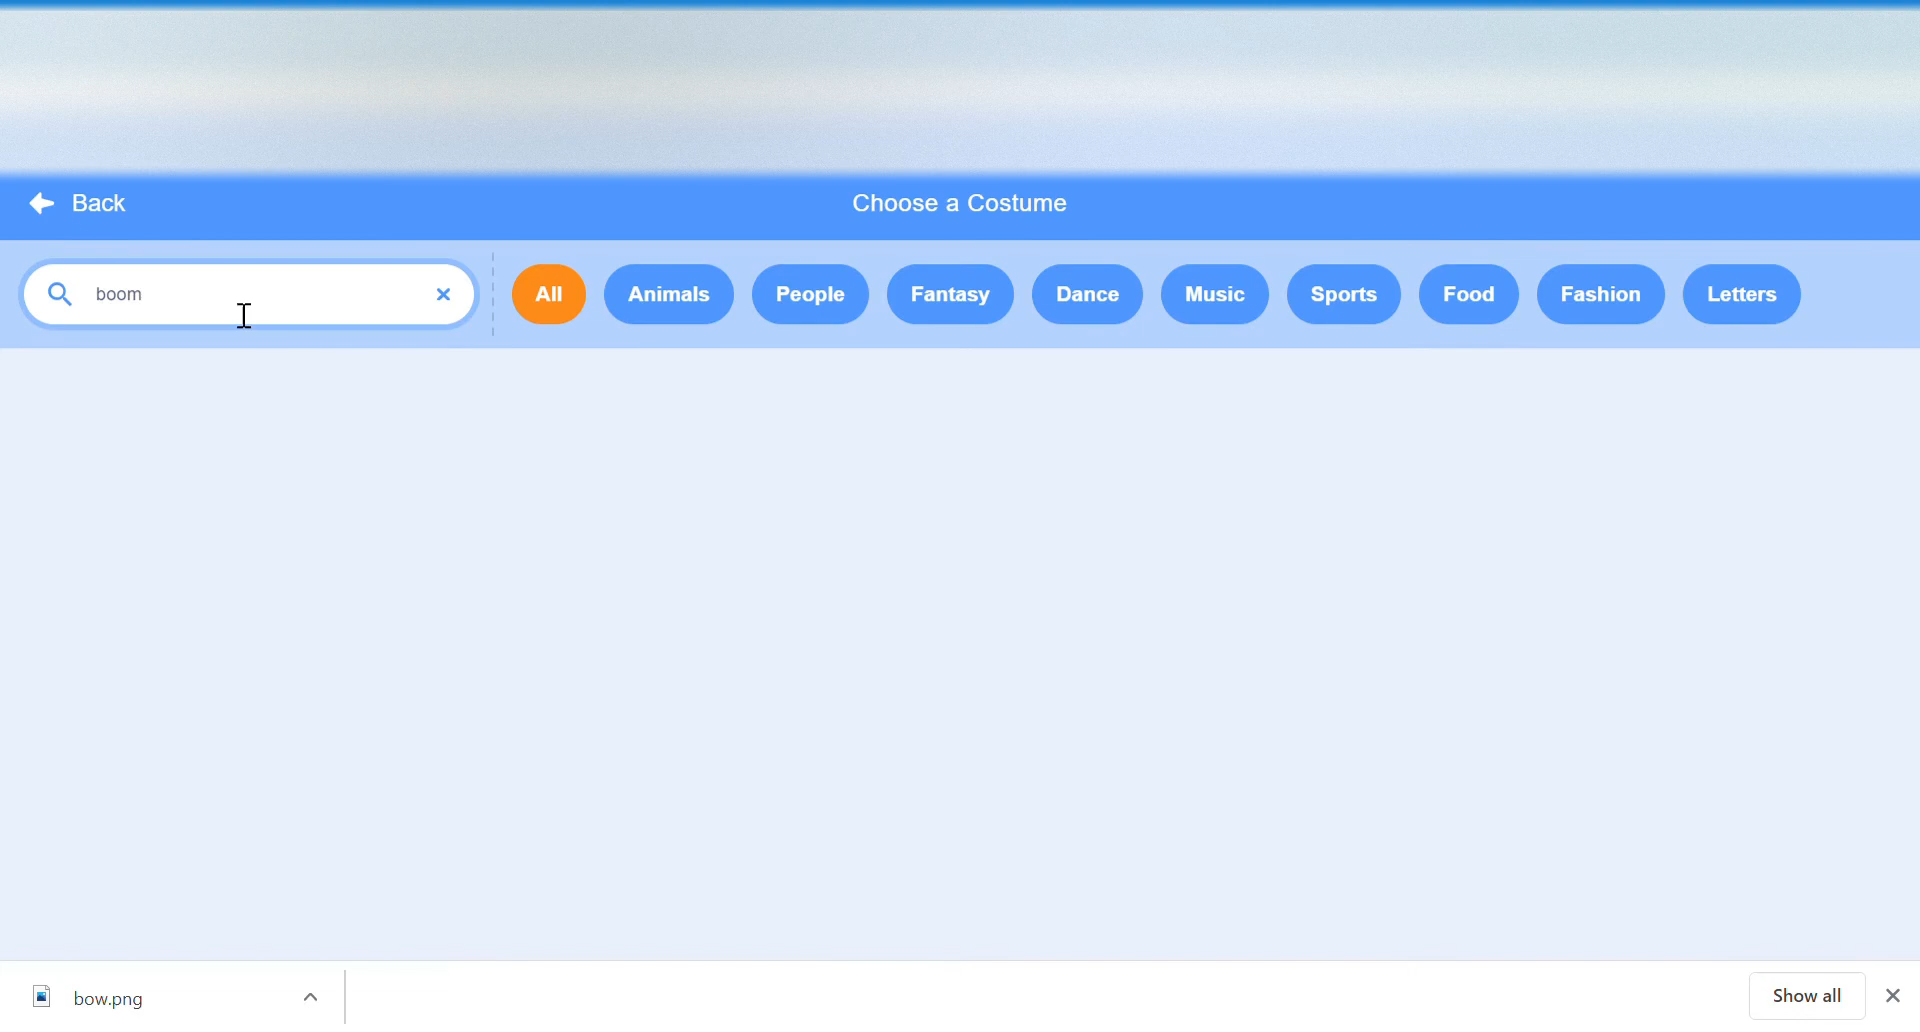 Back
Choose a Costume
boom
All
Animals
People
Fantasy
Dance
Music
Sports
Food
Fashion
Letters
bow.png
Show all